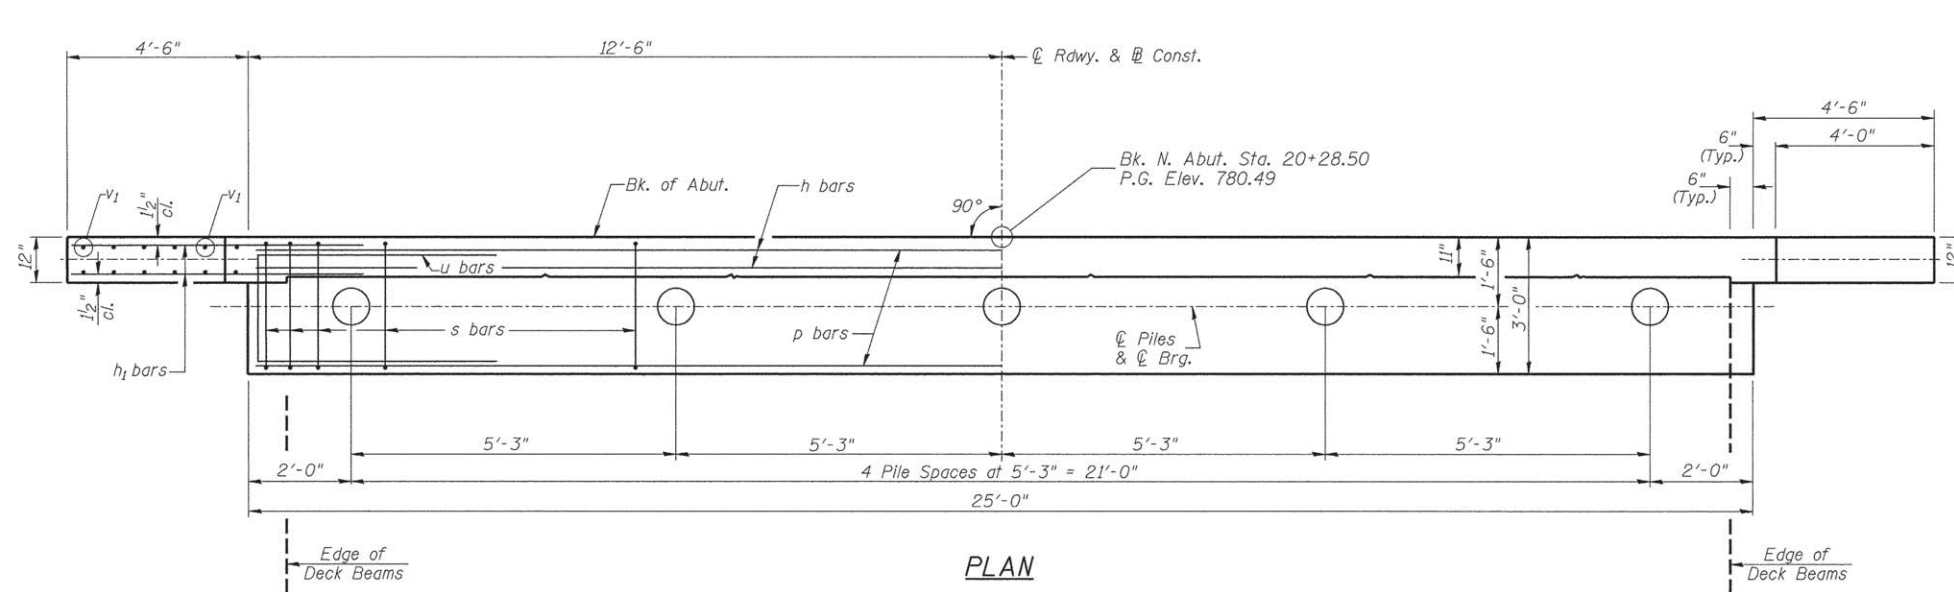 4'-6"
12'-6"
℄ Rdwy. & ⅊ Const.
4'-6"
6"
(Typ.)
4'-0"
Bk. N. Abut. Sta. 20+28.50
P.G. Elev. 780.49
6"
(Typ.)
v1
1½"
cl.
v1
Bk. of Abut.
h bars
90°
12"
u bars
11"
1'-6"
12"
1½"
cl.
s bars
p bars
℄ Piles
& ℄ Brg.
1'-6"
3'-0"
h1 bars
5'-3"
5'-3"
5'-3"
5'-3"
2'-0"
4 Pile Spaces at 5'-3" = 21'-0"
2'-0"
25'-0"
Edge of
Deck Beams
PLAN
Edge of
Deck Beams